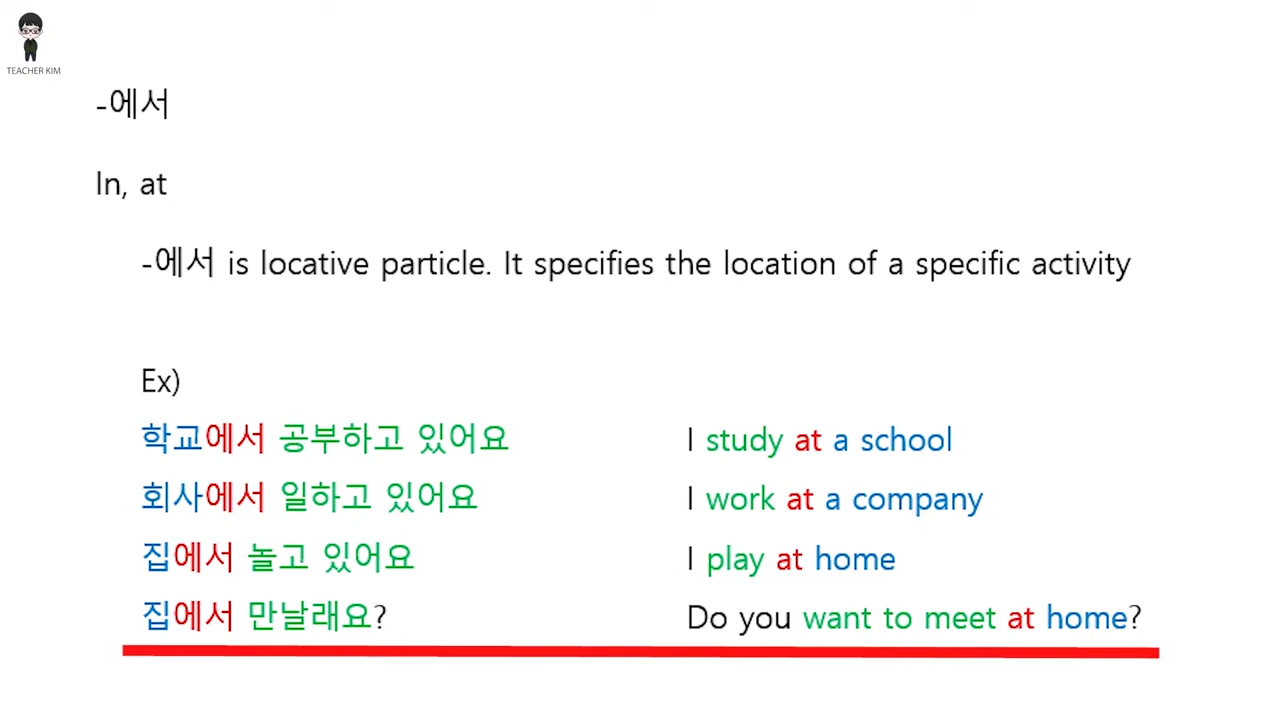 TEACHER KIM
-에서
In, at
-에서 is locative particle. It specifies the location of a specific activity
Ex)
학교에서 공부하고 있어요 I study at a school
회사에서 일하고 있어요 I work at a company
집에서 놀고 있어요 I play at home
집에서 만날래요? Do you want to meet at home?